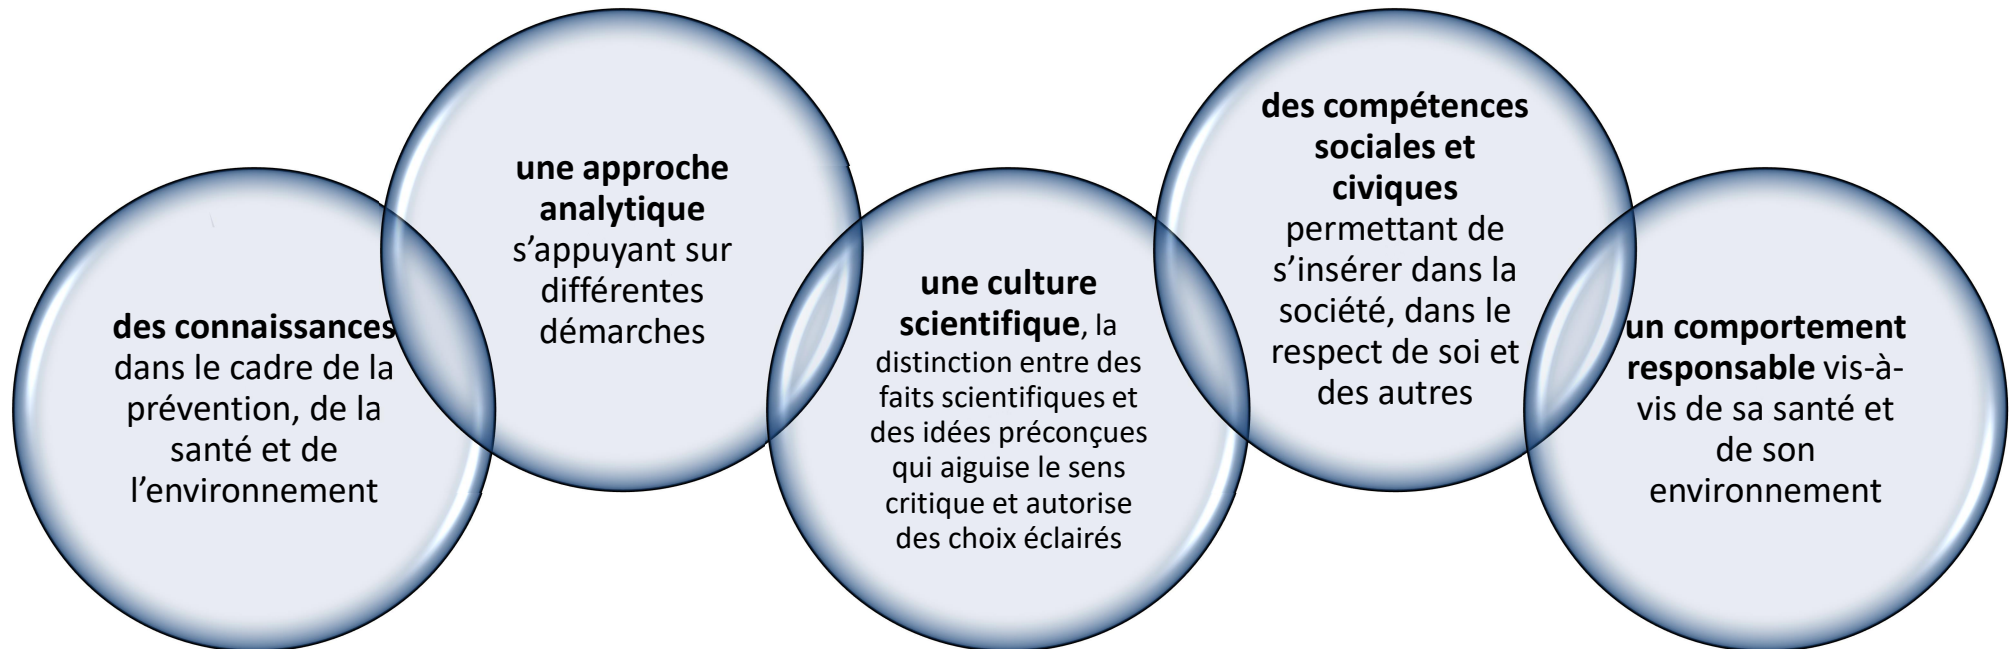 des connaissances
dans le cadre de la
prévention, de la
santé et de
l’environnement
une approche
analytique
s’appuyant sur
différentes
démarches
une culture
scientifique, la
distinction entre des
faits scientifiques et
des idées préconçues
qui aiguise le sens
critique et autorise
des choix éclairés
des compétences
sociales et
civiques
permettant de
s’insérer dans la
société, dans le
respect de soi et
des autres
un comportement
responsable vis-à-
vis de sa santé et
de son
environnement